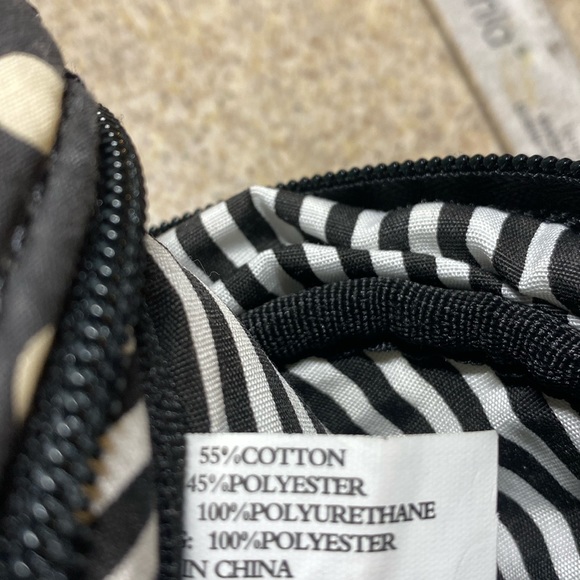 55%COTTON
45%POLYESTER
100%POLYURETHANE
G: 100%POLYESTER
IN CHINA